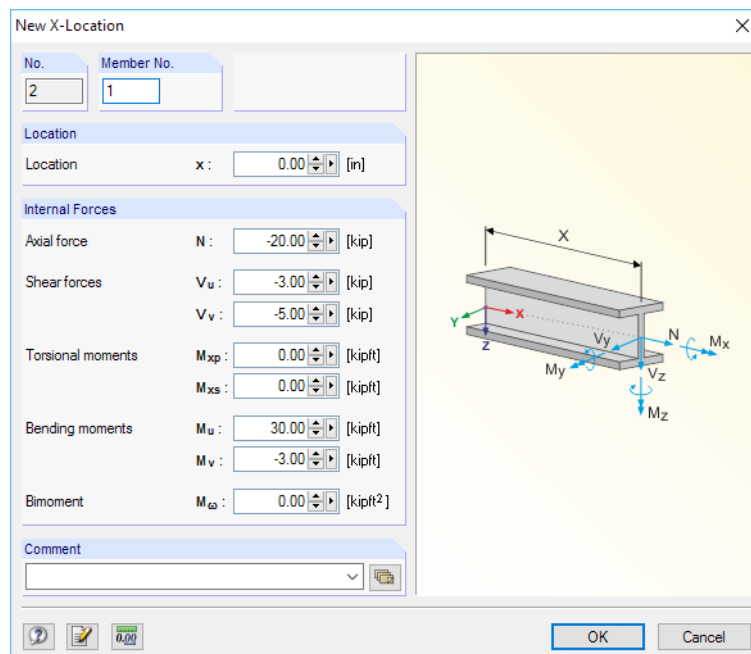 New X-Location
No. Member No.
2 1
Location
Location x : 0.00 [in]
Internal Forces
Axial force N : -20.00 [kip]
Shear forces Vu : -3.00 [kip]
Vv : -5.00 [kip]
Torsional moments Mxp : 0.00 [kipft]
Mxs : 0.00 [kipft]
Bending moments Mu : 30.00 [kipft]
Mv : -3.00 [kipft]
Bimoment Mω : 0.00 [kipft²]
Comment
X
Y X Z
Vy N Mx
My Vz
Mz
0.00
OK Cancel